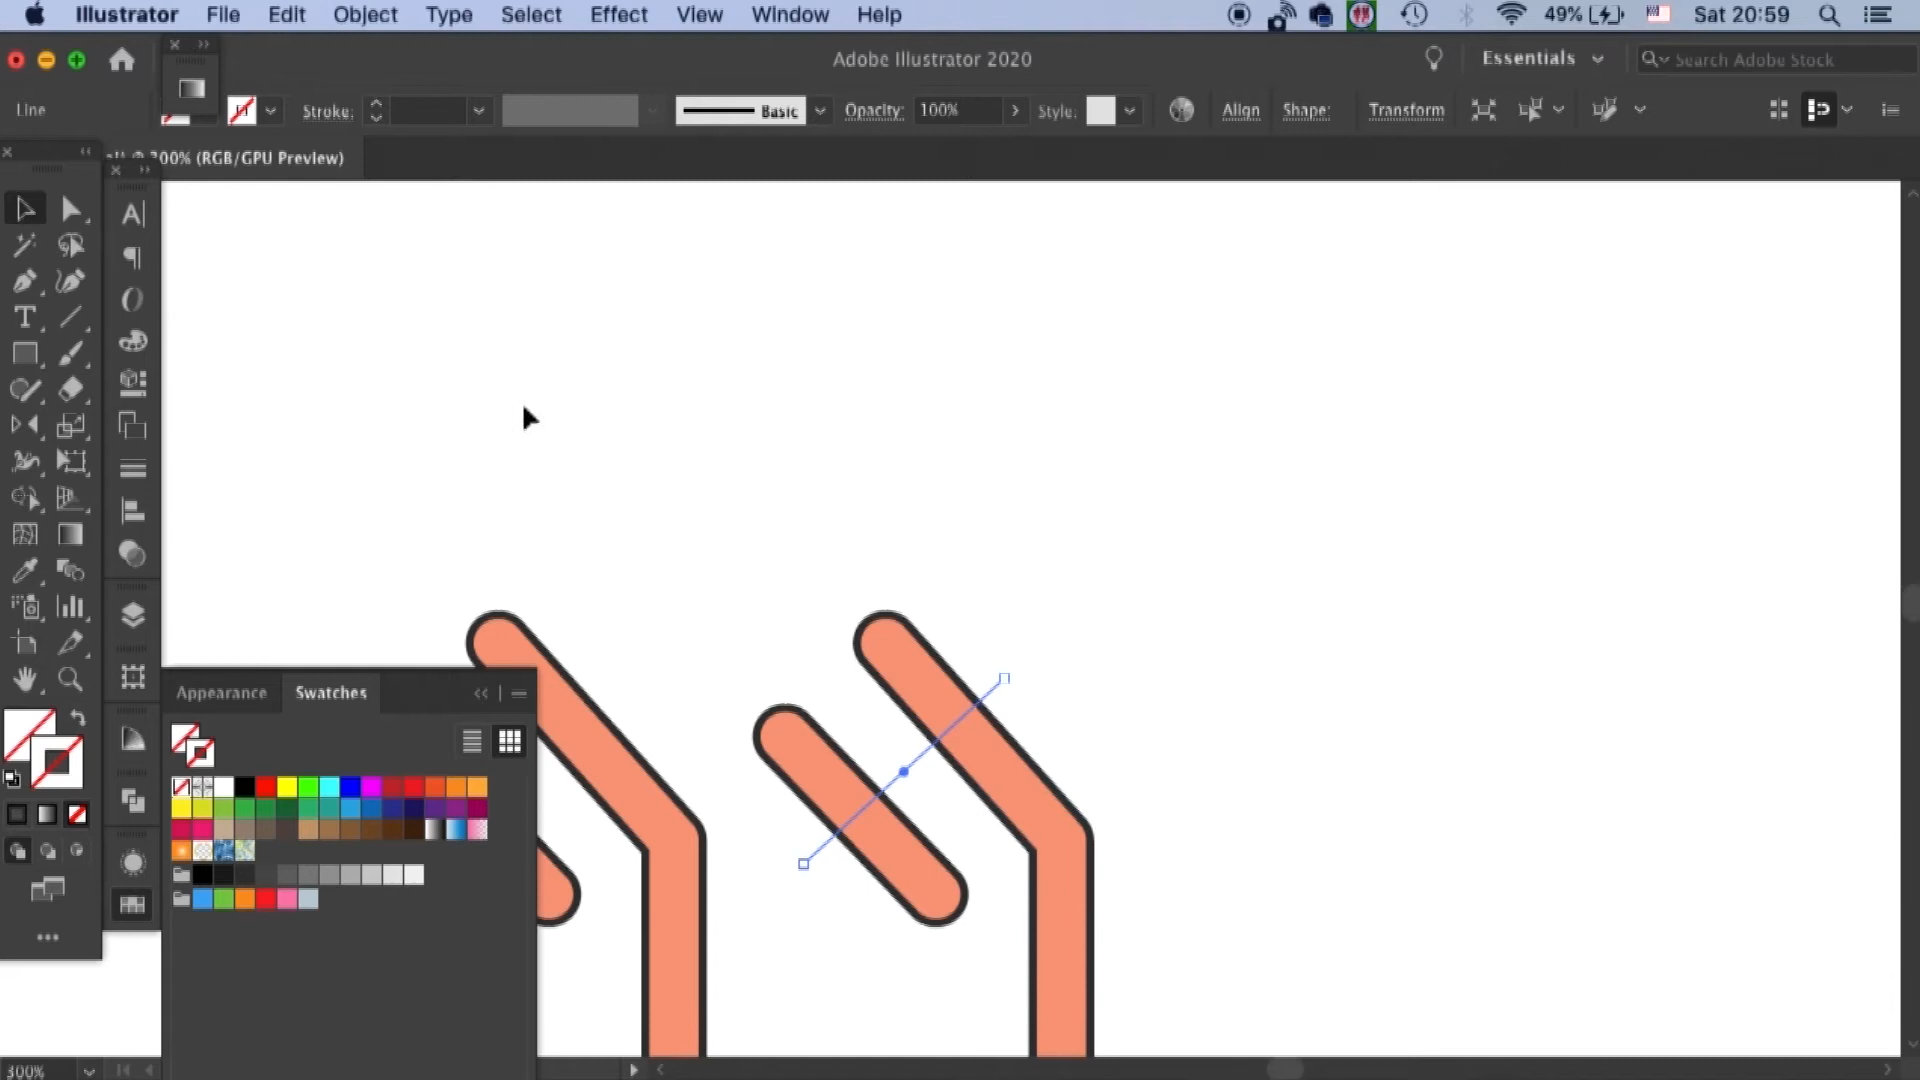 Illustrator File Edit Object Type Select Effect View Window Help 49% Sat 20:59
Adobe Illustrator 2020 Essentials Search Adobe Stock
Line Stroke: Basic Opacity: 100% Style: Align Shape: Transform
@ 300% (RGB/GPU Preview)
Appearance Swatches
300%